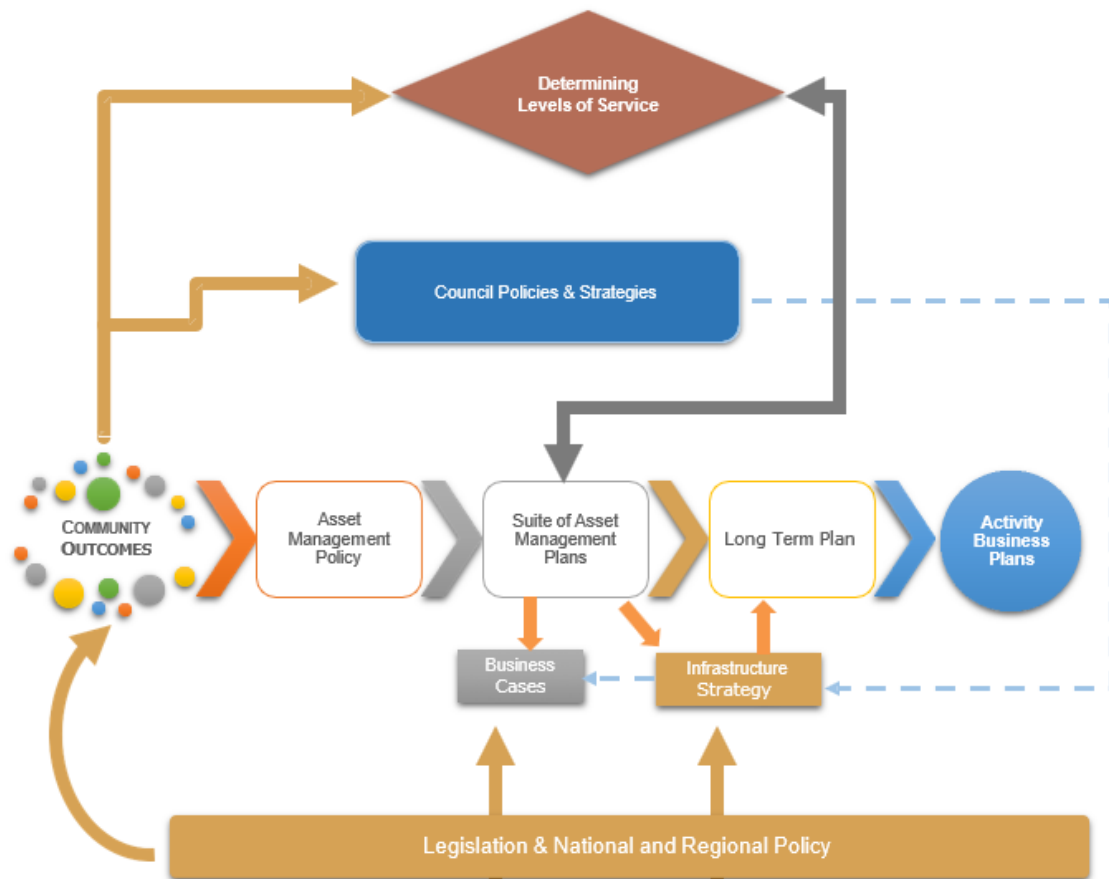 Determining
Levels of Service
Council Policies & Strategies
COMMUNITY
OUTCOMES
Asset
Management
Policy
Suite of Asset
Management
Plans
Long Term Plan
Activity
Business
Plans
Business
Cases
Infrastructure
Strategy
Legislation & National and Regional Policy